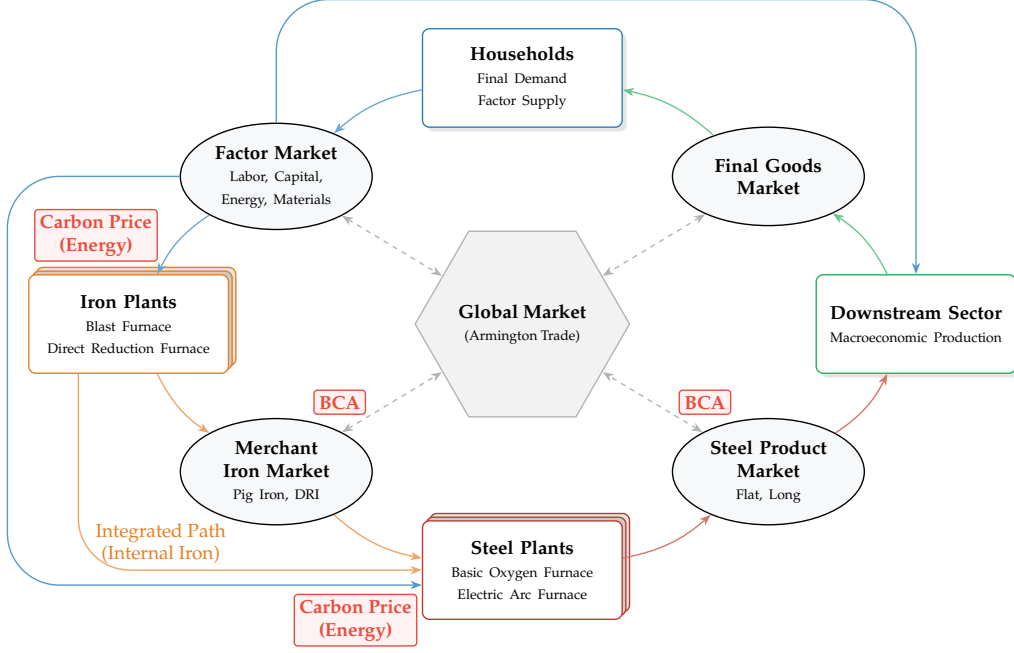 Households
Final Demand
Factor Supply
Factor Market
Labor, Capital,
Energy, Materials
Final Goods
Market
Carbon Price
(Energy)
Iron Plants
Blast Furnace
Direct Reduction Furnace
Global Market
(Armington Trade)
Downstream Sector
Macroeconomic Production
BCA
BCA
Merchant
Iron Market
Pig Iron, DRI
Steel Product
Market
Flat, Long
Integrated Path
(Internal Iron)
Steel Plants
Basic Oxygen Furnace
Electric Arc Furnace
Carbon Price
(Energy)